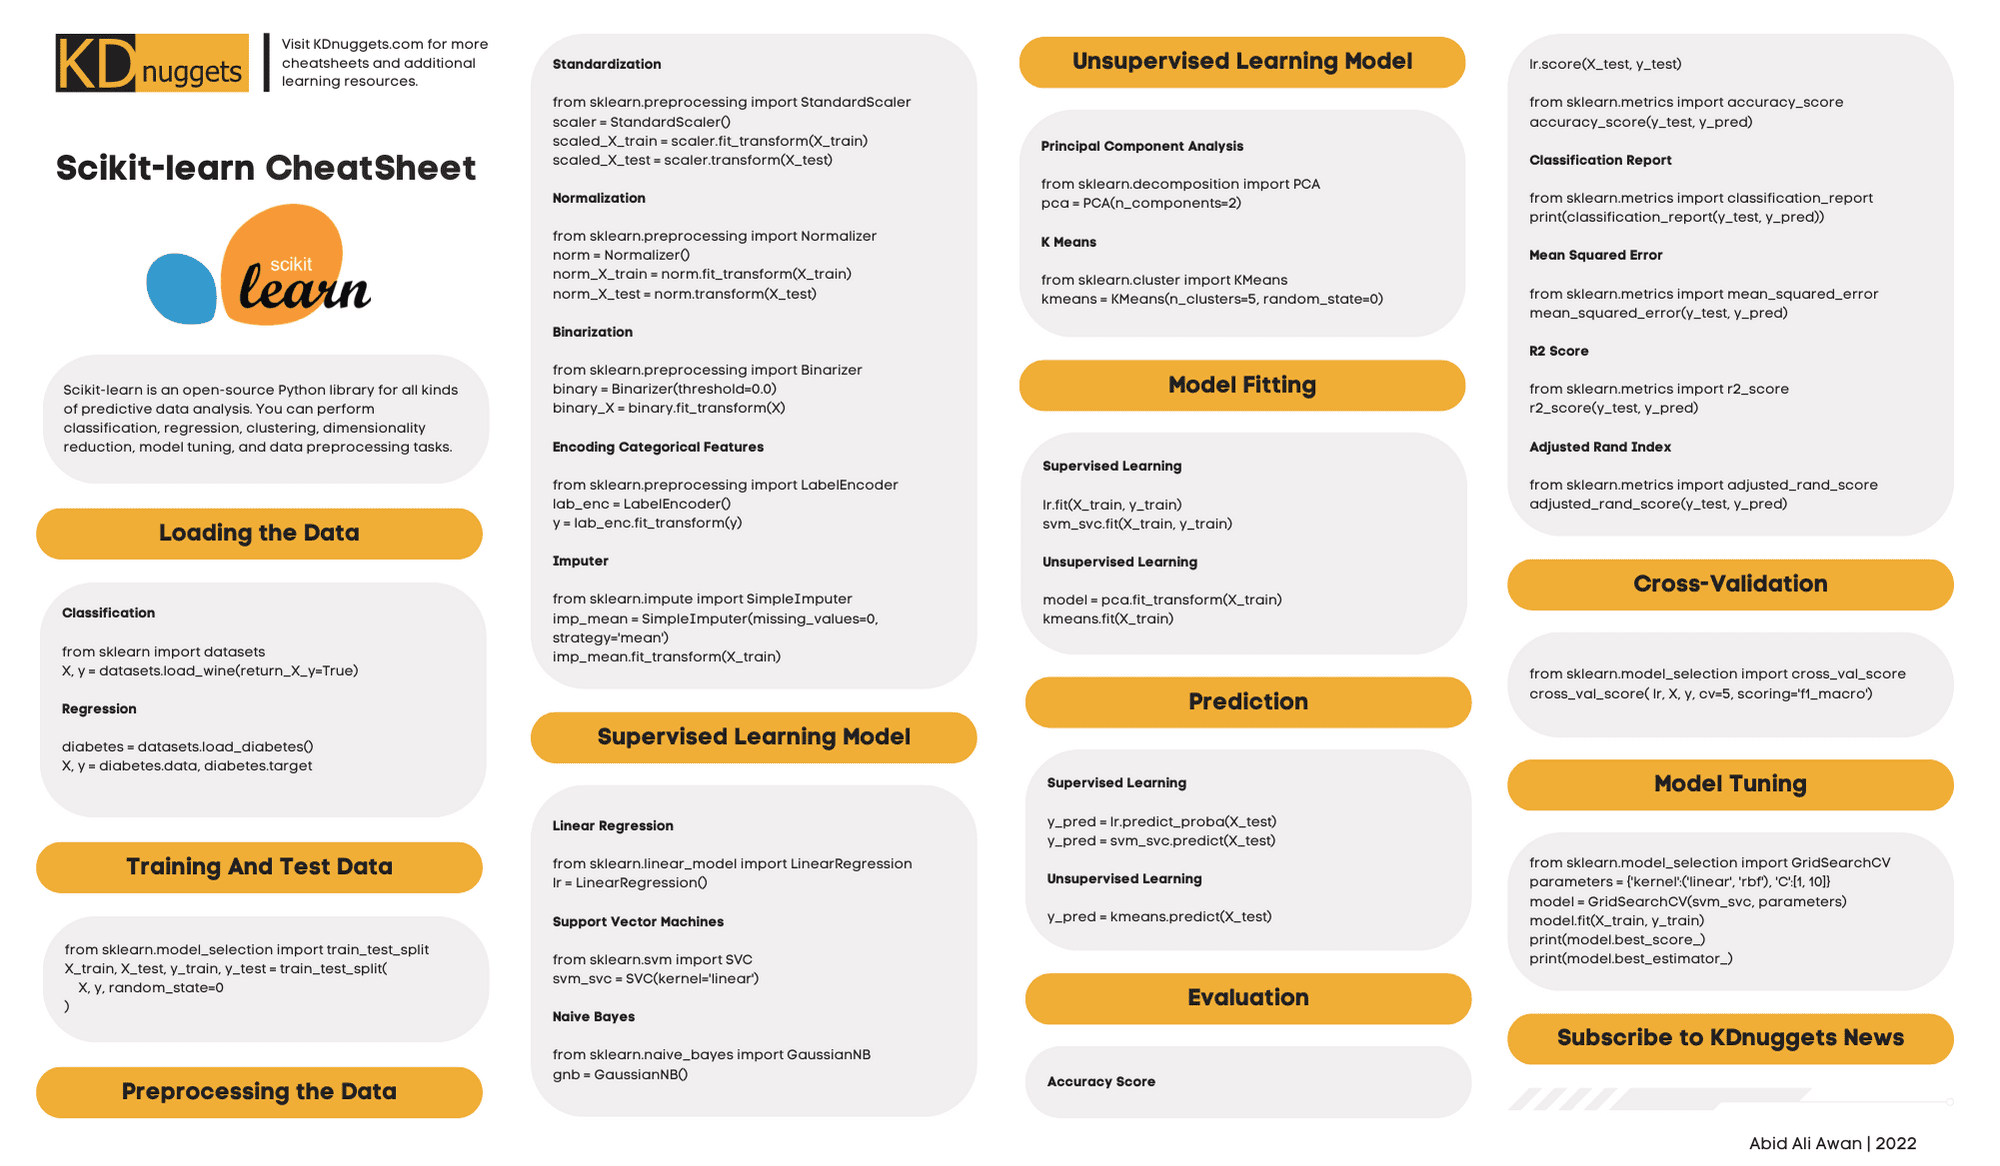 KD nuggets
Visit KDnuggets.com for more
cheatsheets and additional
learning resources.
Scikit-learn CheatSheet
scikit
learn
Scikit-learn is an open-source Python library for all kinds
of predictive data analysis. You can perform
classification, regression, clustering, dimensionality
reduction, model tuning, and data preprocessing tasks.
Loading the Data
Classification
from sklearn import datasets
X, y = datasets.load_wine(return_X_y=True)
Regression
diabetes = datasets.load_diabetes()
X, y = diabetes.data, diabetes.target
Training And Test Data
from sklearn.model_selection import train_test_split
X_train, X_test, y_train, y_test = train_test_split(
X, y, random_state=0
)
Preprocessing the Data
Standardization
from sklearn.preprocessing import StandardScaler
scaler = StandardScaler()
scaled_X_train = scaler.fit_transform(X_train)
scaled_X_test = scaler.transform(X_test)
Normalization
from sklearn.preprocessing import Normalizer
norm = Normalizer()
norm_X_train = norm.fit_transform(X_train)
norm_X_test = norm.transform(X_test)
Binarization
from sklearn.preprocessing import Binarizer
binary = Binarizer(threshold=0.0)
binary_X = binary.fit_transform(X)
Encoding Categorical Features
from sklearn.preprocessing import LabelEncoder
lab_enc = LabelEncoder()
y = lab_enc.fit_transform(y)
Imputer
from sklearn.impute import SimpleImputer
imp_mean = SimpleImputer(missing_values=0,
strategy='mean')
imp_mean.fit_transform(X_train)
Supervised Learning Model
Linear Regression
from sklearn.linear_model import LinearRegression
lr = LinearRegression()
Support Vector Machines
from sklearn.svm import SVC
svm_svc = SVC(kernel='linear')
Naive Bayes
from sklearn.naive_bayes import GaussianNB
gnb = GaussianNB()
Unsupervised Learning Model
Principal Component Analysis
from sklearn.decomposition import PCA
pca = PCA(n_components=2)
K Means
from sklearn.cluster import KMeans
kmeans = KMeans(n_clusters=5, random_state=0)
Model Fitting
Supervised Learning
lr.fit(X_train, y_train)
svm_svc.fit(X_train, y_train)
Unsupervised Learning
model = pca.fit_transform(X_train)
kmeans.fit(X_train)
Prediction
Supervised Learning
y_pred = lr.predict_proba(X_test)
y_pred = svm_svc.predict(X_test)
Unsupervised Learning
y_pred = kmeans.predict(X_test)
Evaluation
Accuracy Score
lr.score(X_test, y_test)
from sklearn.metrics import accuracy_score
accuracy_score(y_test, y_pred)
Classification Report
from sklearn.metrics import classification_report
print(classification_report(y_test, y_pred))
Mean Squared Error
from sklearn.metrics import mean_squared_error
mean_squared_error(y_test, y_pred)
R2 Score
from sklearn.metrics import r2_score
r2_score(y_test, y_pred)
Adjusted Rand Index
from sklearn.metrics import adjusted_rand_score
adjusted_rand_score(y_test, y_pred)
Cross-Validation
from sklearn.model_selection import cross_val_score
cross_val_score( lr, X, y, cv=5, scoring='f1_macro')
Model Tuning
from sklearn.model_selection import GridSearchCV
parameters = {'kernel':('linear', 'rbf'), 'C':[1, 10]}
model = GridSearchCV(svm_svc, parameters)
model.fit(X_train, y_train)
print(model.best_score_)
print(model.best_estimator_)
Subscribe to KDnuggets News
Abid Ali Awan | 2022